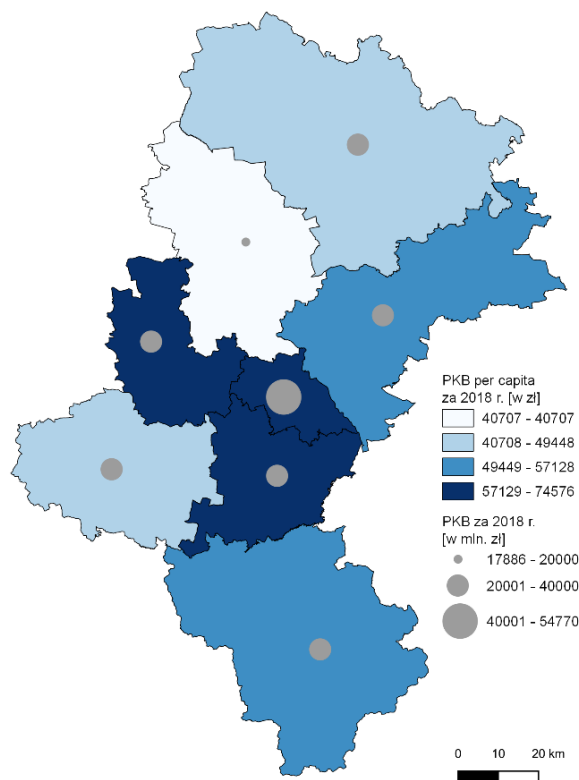 PKB per capita
za 2018 r. [w zł]
40707 - 40707
40708 - 49448
49449 - 57128
57129 - 74576
PKB za 2018 r.
[w mln. zł]
17886 - 20000
20001 - 40000
40001 - 54770
0 10 20 km